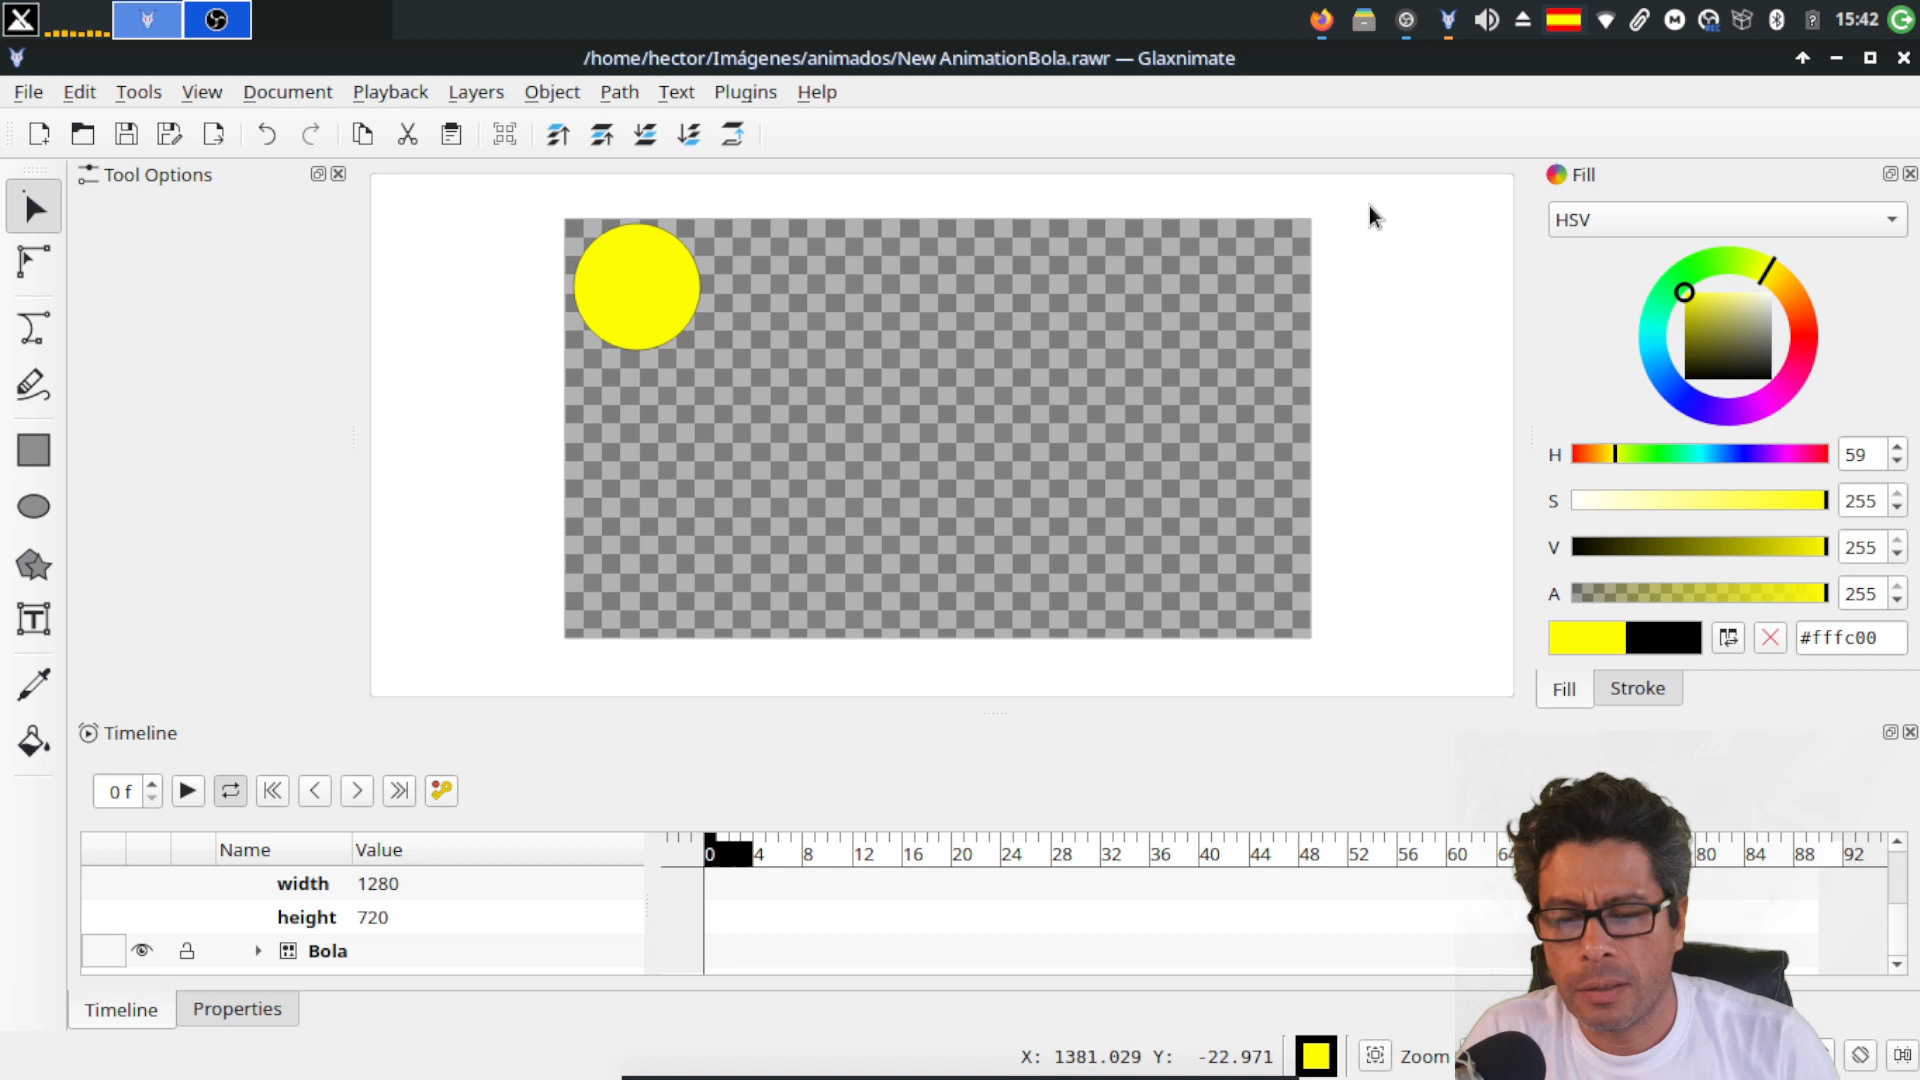 15:42
/home/hector/Imágenes/animados/New AnimationBola.rawr — Glaxnimate
File Edit Tools View Document Playback Layers Object Path Text Plugins Help
Tool Options
Fill
HSV
H 59
S 255
V 255
A 255
#fffc00
Fill Stroke
Timeline
0 f
Name Value
0 4 8 12 16 20 24 28 32 36 40 44 48 52 56 60 80 84 88 92
width 1280
height 720
Bola
Timeline Properties
X: 1381.029 Y: -22.971
Zoom